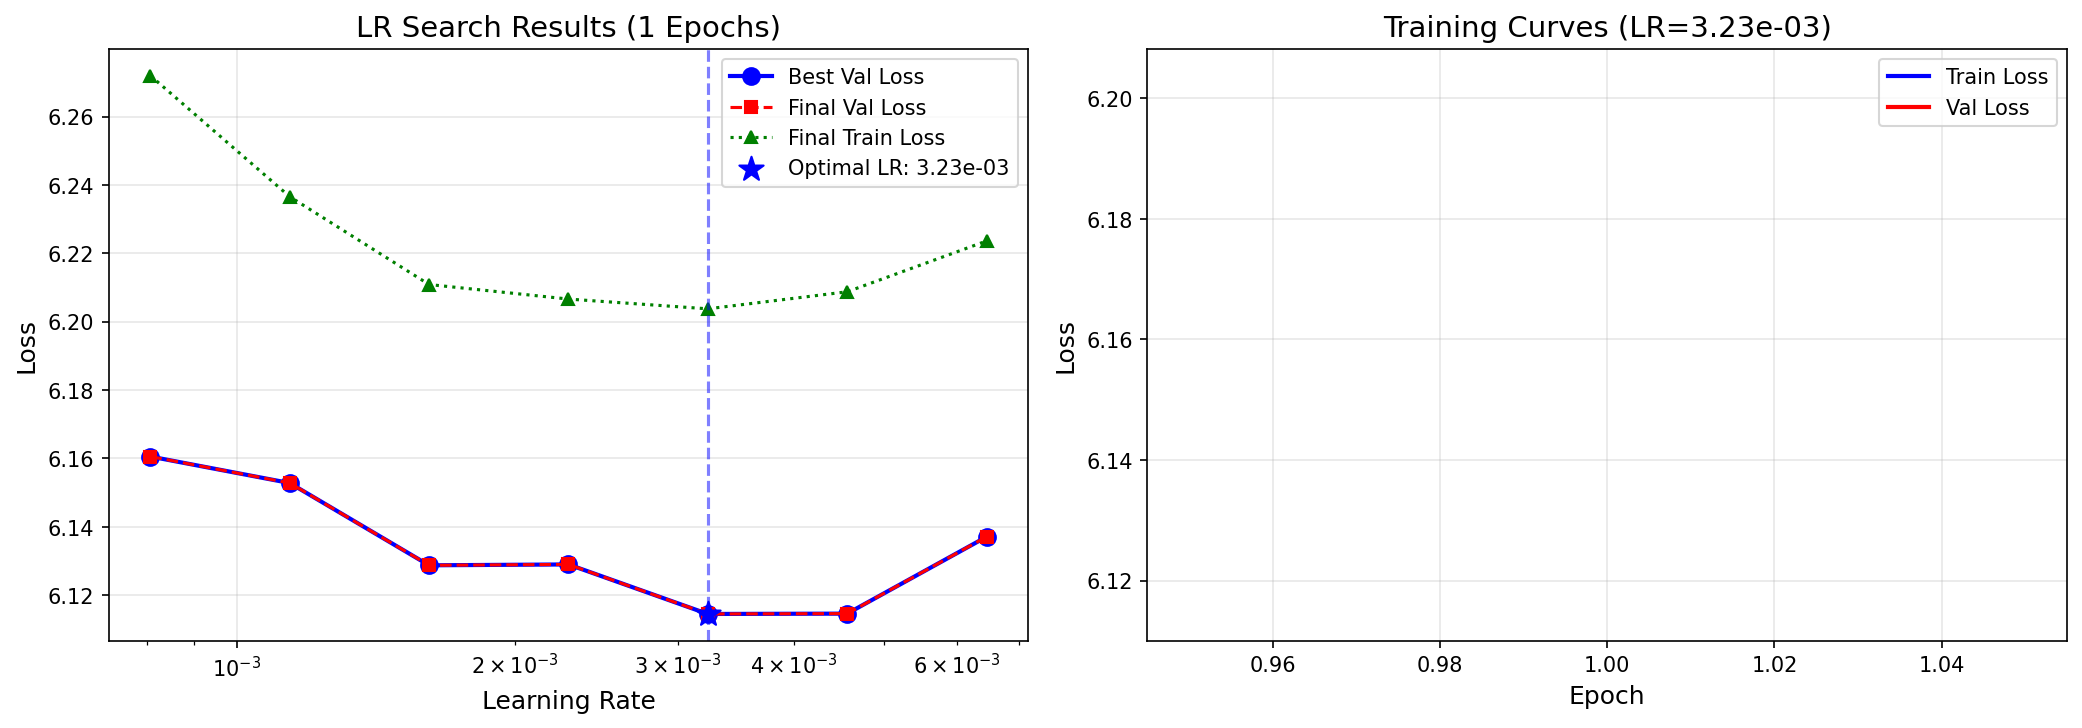 LR Search Results (1 Epochs)
Loss
6.26
6.24
6.22
6.20
6.18
6.16
6.14
6.12
Best Val Loss
Final Val Loss
Final Train Loss
Optimal LR: 3.23e-03
10⁻³
2 × 10⁻³
3 × 10⁻³
4 × 10⁻³
6 × 10⁻³
Learning Rate
Training Curves (LR=3.23e-03)
Loss
6.20
6.18
6.16
6.14
6.12
Train Loss
Val Loss
0.96
0.98
1.00
1.02
1.04
Epoch